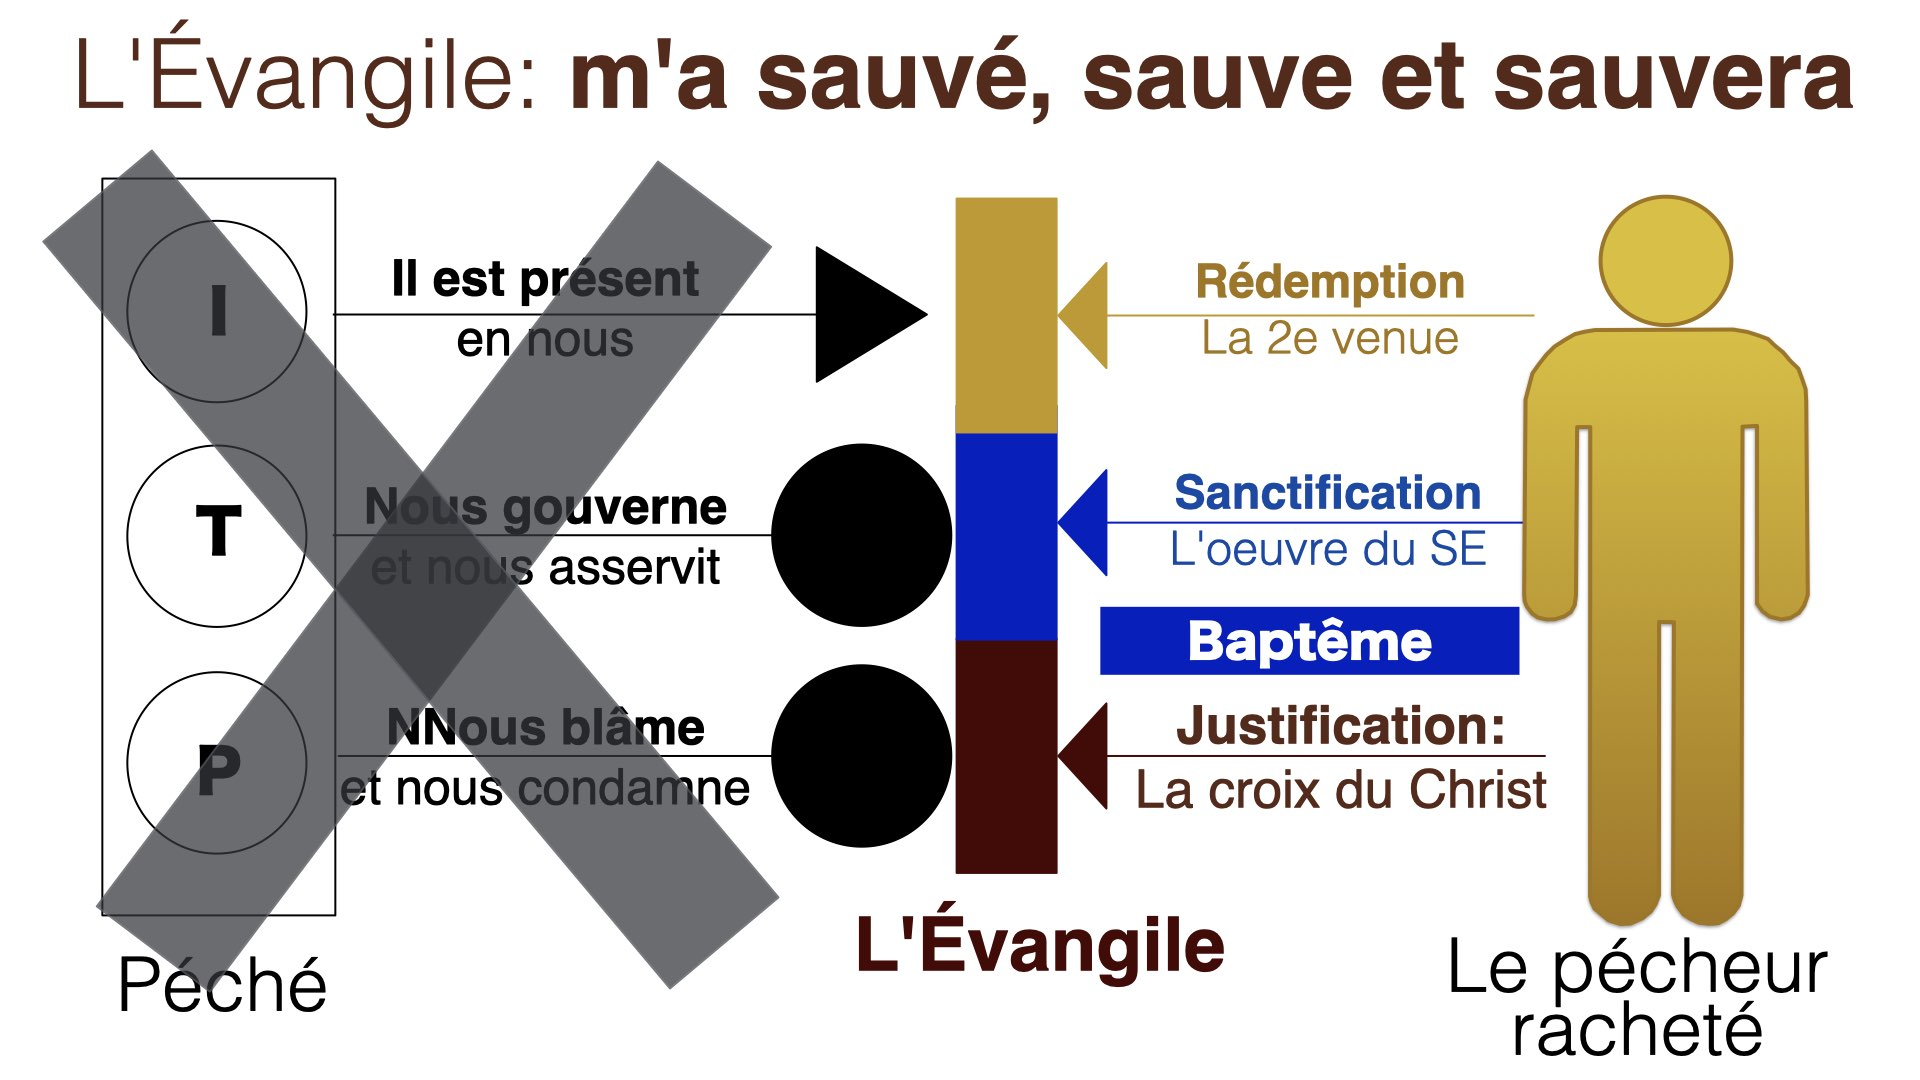 L'Évangile: m'a sauvé, sauve et sauvera
I
Il est présent
en nous
Rédemption
La 2e venue
T
Nous gouverne
et nous asservit
Sanctification
L'oeuvre du SE
Baptême
P
NNous blâme
et nous condamne
Justification:
La croix du Christ
Péché
L'Évangile
Le pécheur
racheté